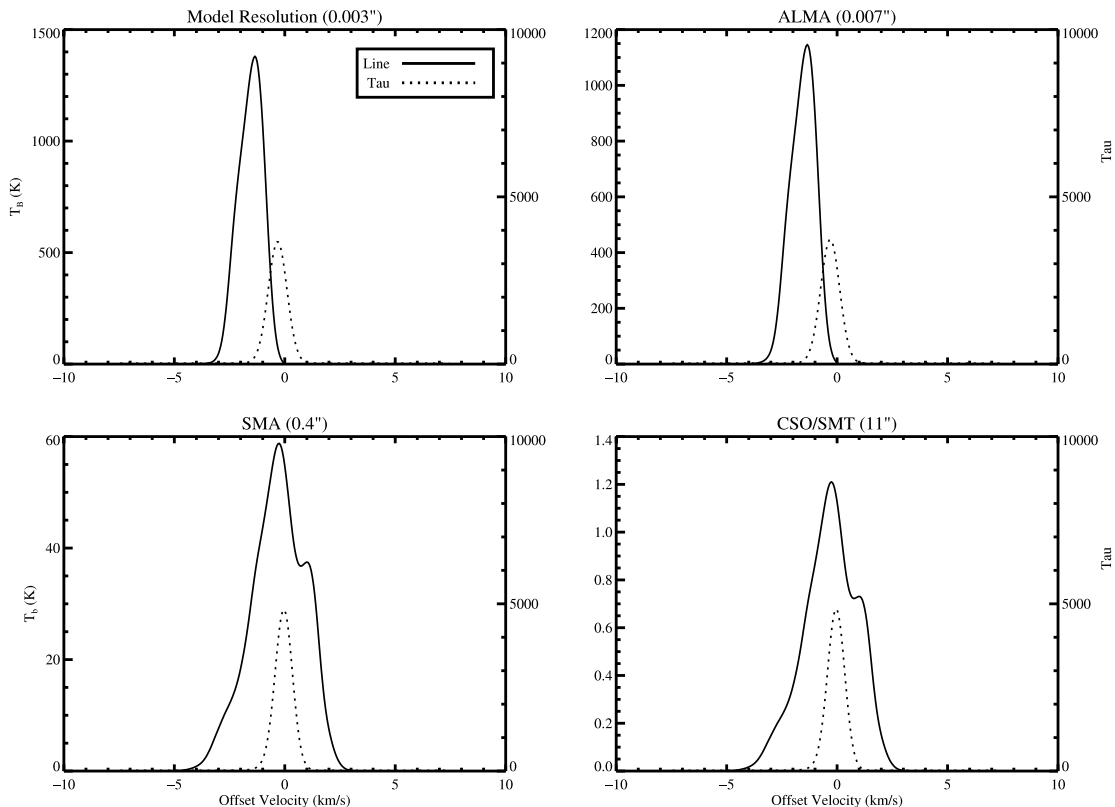 Model Resolution (0.003")
1500
1000
500
0
T_B (K)
10000
5000
0
Line
Tau
−10 −5 0 5 10
ALMA (0.007")
1200
1000
800
600
400
200
0
10000
5000
0
Tau
−10 −5 0 5 10
SMA (0.4")
60
40
20
0
T_b (K)
10000
5000
0
−10 −5 0 5 10
Offset Velocity (km/s)
CSO/SMT (11")
1.4
1.2
1.0
0.8
0.6
0.4
0.2
0.0
10000
5000
0
Tau
−10 −5 0 5 10
Offset Velocity (km/s)